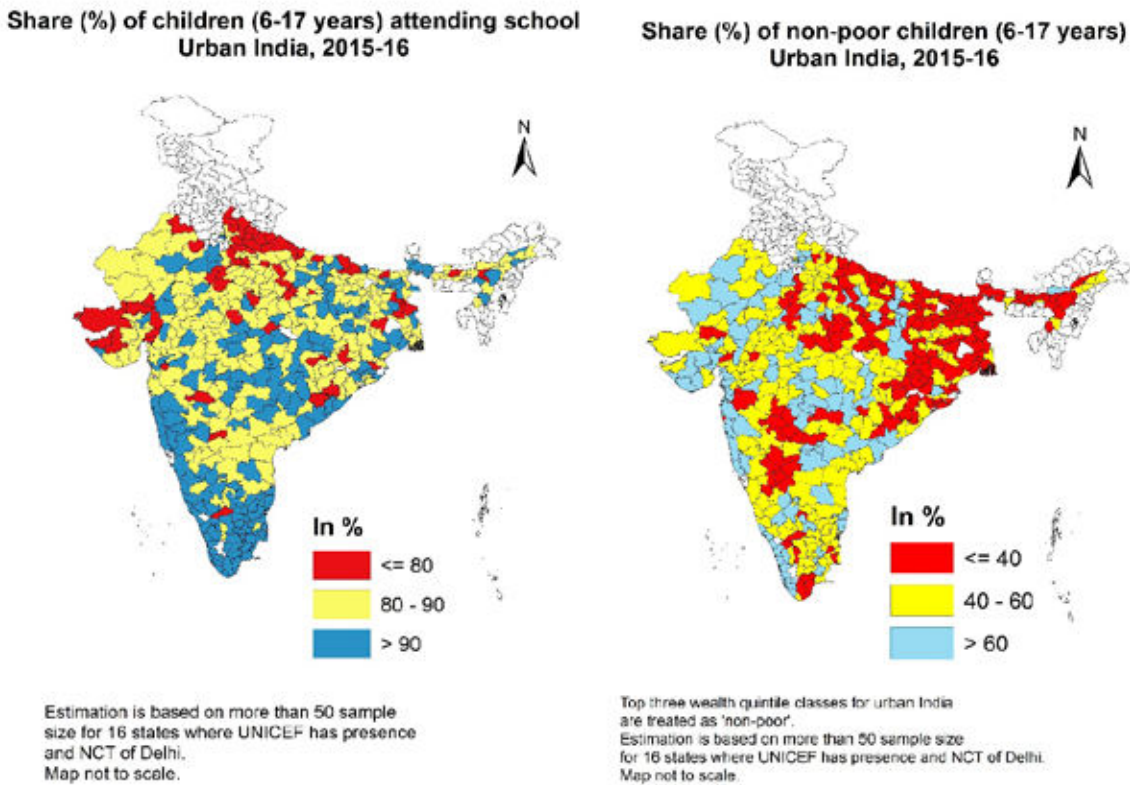 Share (%) of children (6-17 years) attending school
Urban India, 2015-16
N
In %
<= 80
80 - 90
> 90
Estimation is based on more than 50 sample
size for 16 states where UNICEF has presence
and NCT of Delhi.
Map not to scale.
Share (%) of non-poor children (6-17 years)
Urban India, 2015-16
N
In %
<= 40
40 - 60
> 60
Top three wealth quintile classes for urban India
are treated as 'non-poor'.
Estimation is based on more than 50 sample size
for 16 states where UNICEF has presence and NCT of Delhi.
Map not to scale.